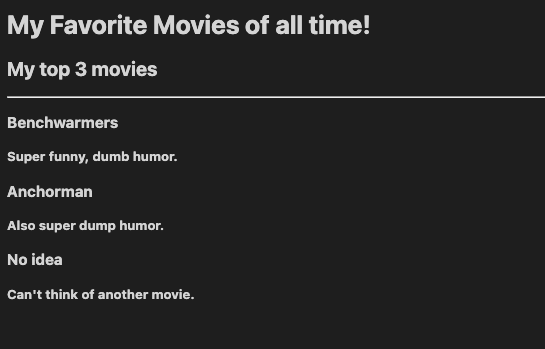 My Favorite Movies of all time!
My top 3 movies
Benchwarmers
Super funny, dumb humor.
Anchorman
Also super dump humor.
No idea
Can't think of another movie.